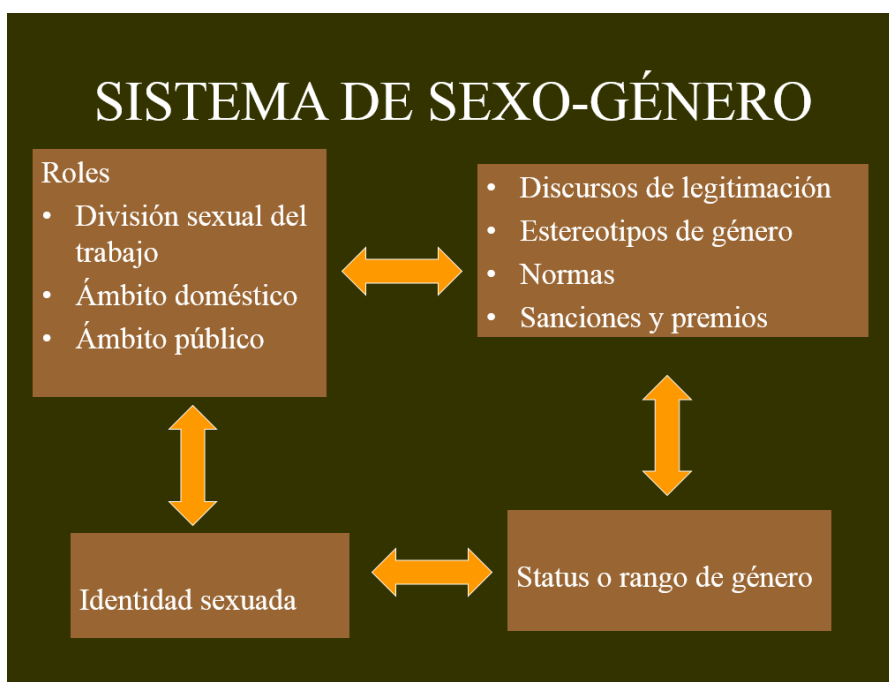 SISTEMA DE SEXO-GÉNERO
Roles
• División sexual del
trabajo
• Ámbito doméstico
• Ámbito público
• Discursos de legitimación
• Estereotipos de género
• Normas
• Sanciones y premios
Identidad sexuada
Status o rango de género